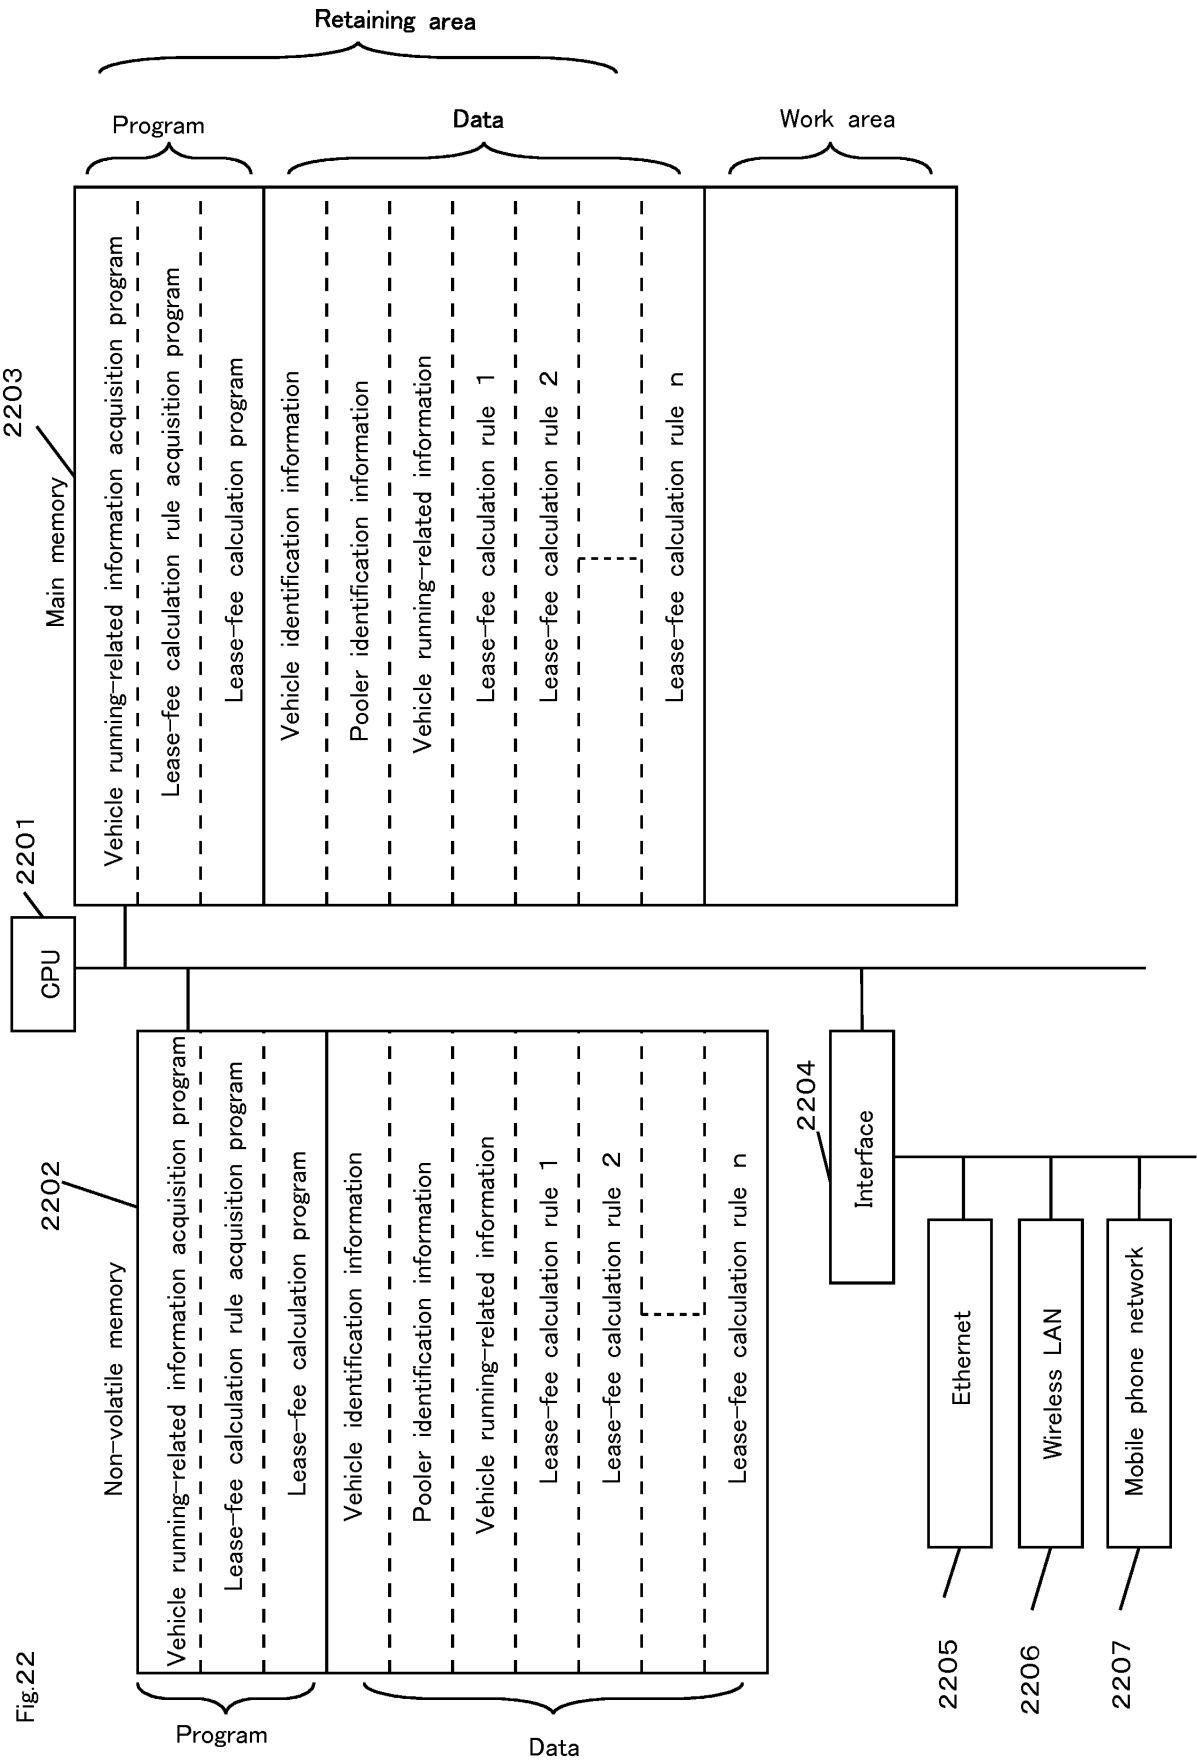 Fig.22
CPU
2201
Non-volatile memory
2202
Vehicle running-related information acquisition program
Lease-fee calculation rule acquisition program
Lease-fee calculation program
Vehicle identification information
Pooler identification information
Vehicle running-related information
Lease-fee calculation rule 1
Lease-fee calculation rule 2
Lease-fee calculation rule n
Program
Data
Main memory
2203
Vehicle running-related information acquisition program
Lease-fee calculation rule acquisition program
Lease-fee calculation program
Vehicle identification information
Pooler identification information
Vehicle running-related information
Lease-fee calculation rule 1
Lease-fee calculation rule 2
Lease-fee calculation rule n
Program
Data
Retaining area
Work area
2204
Interface
2205
Ethernet
2206
Wireless LAN
2207
Mobile phone network